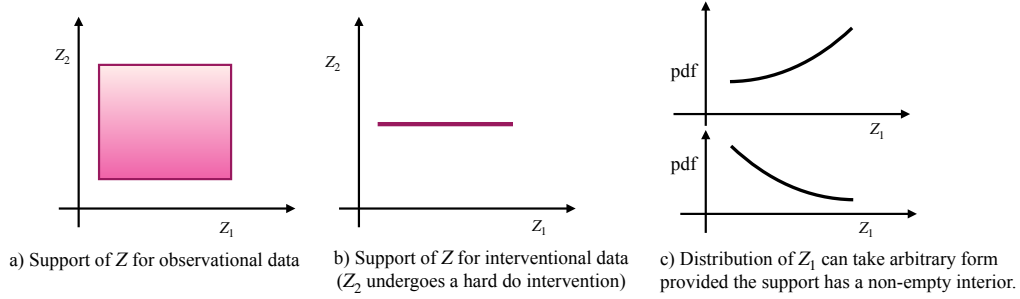 Z2
Z1
a) Support of Z for observational data
Z2
Z1
b) Support of Z for interventional data
(Z2 undergoes a hard do intervention)
pdf
Z1
pdf
Z1
c) Distribution of Z1 can take arbitrary form
provided the support has a non-empty interior.